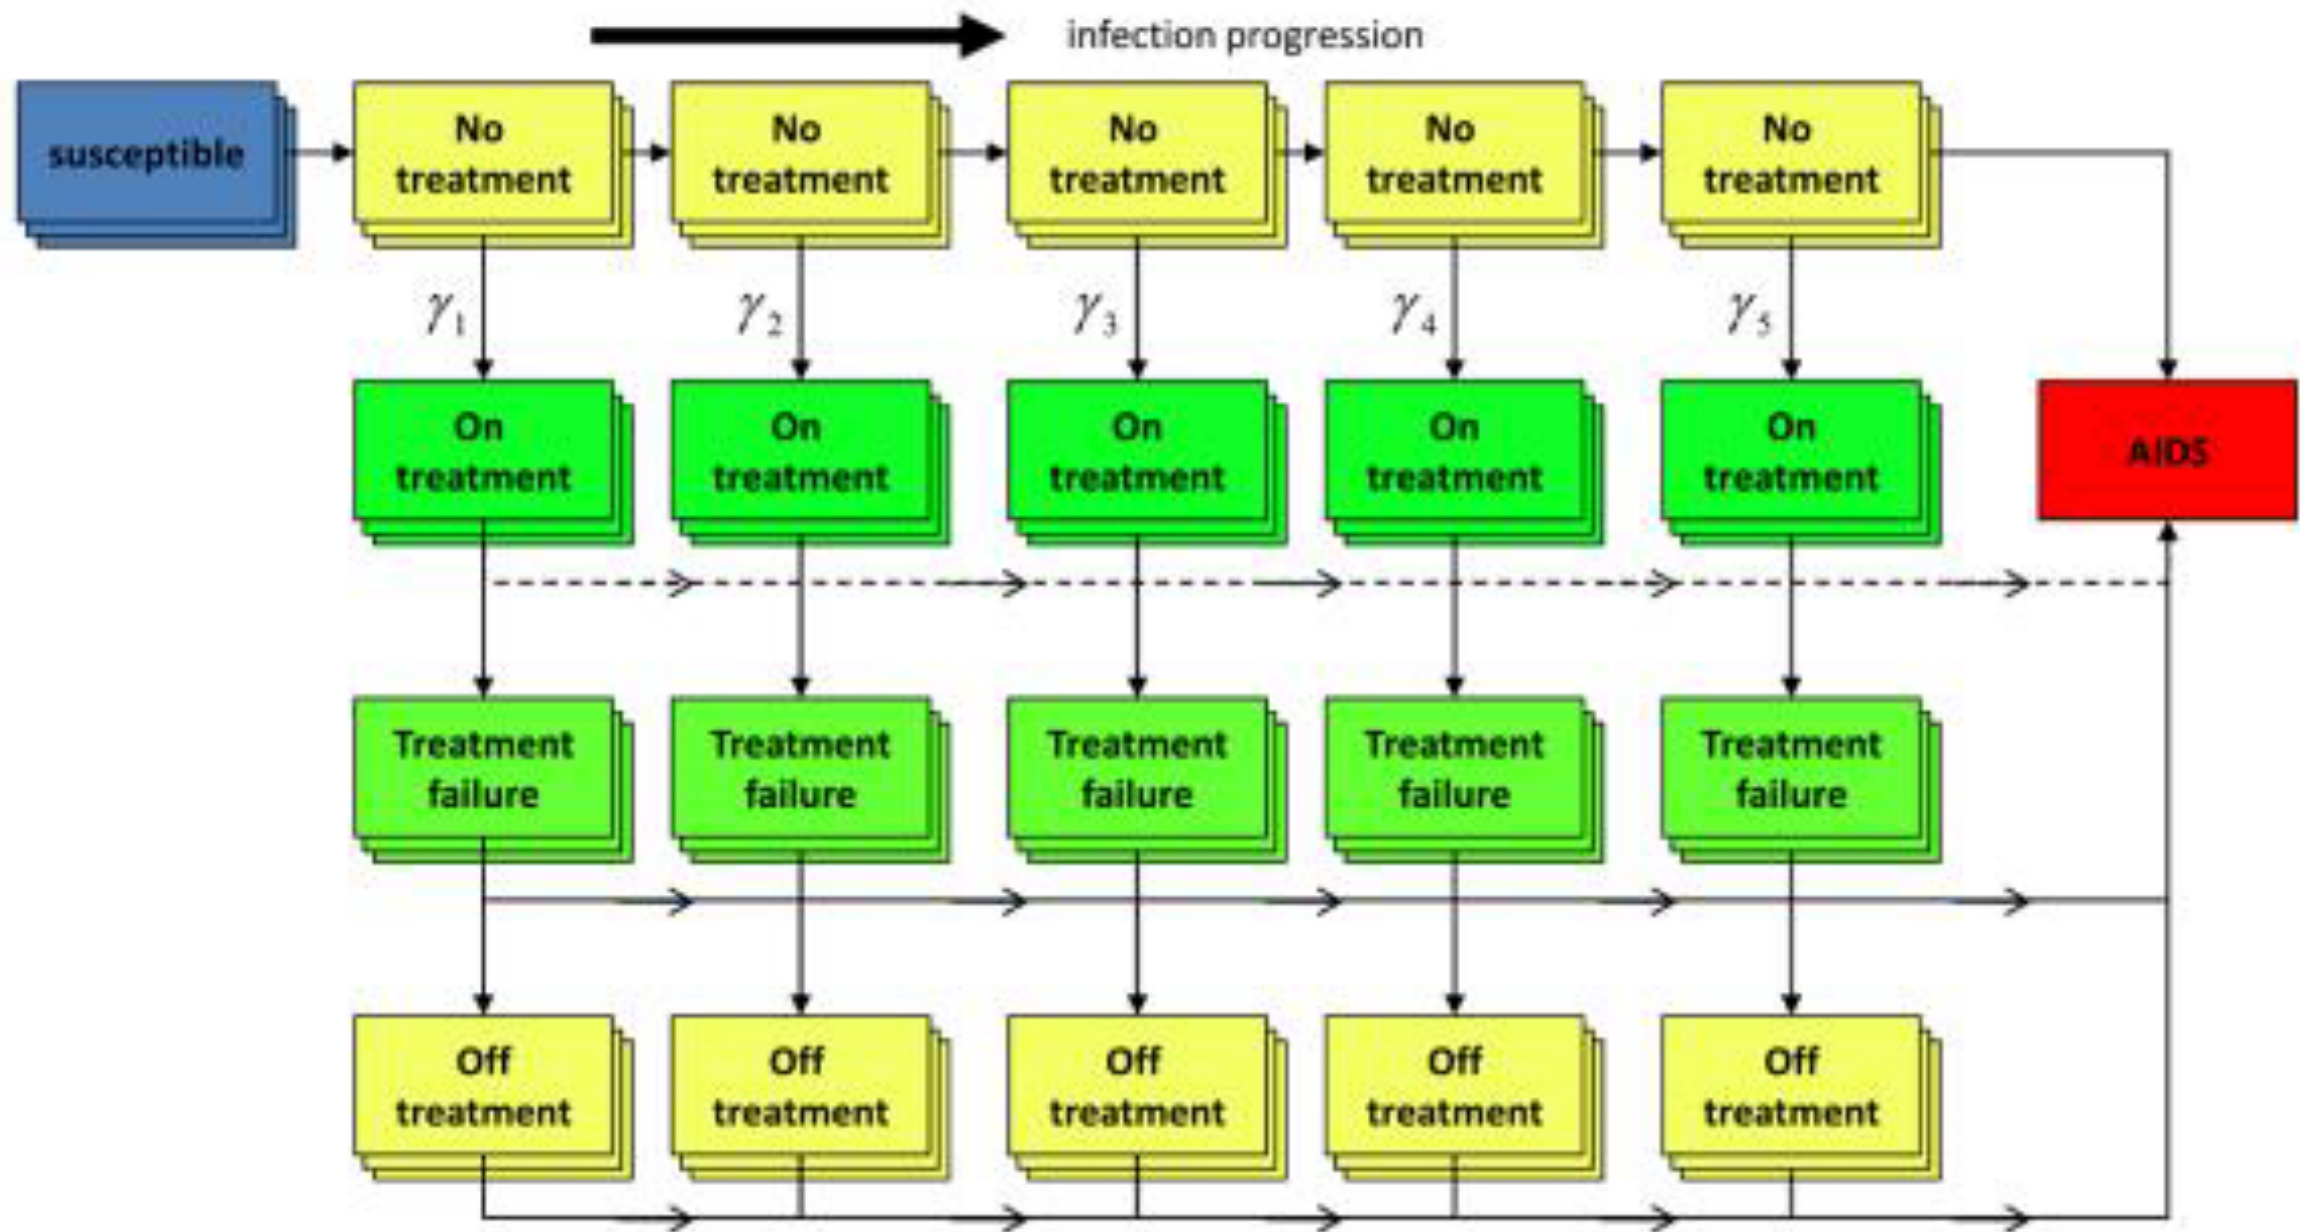 infection progression
susceptible
No
treatment
No
treatment
No
treatment
No
treatment
No
treatment
γ1
γ2
γ3
γ4
γ5
On
treatment
On
treatment
On
treatment
On
treatment
On
treatment
AIDS
Treatment
failure
Treatment
failure
Treatment
failure
Treatment
failure
Treatment
failure
Off
treatment
Off
treatment
Off
treatment
Off
treatment
Off
treatment